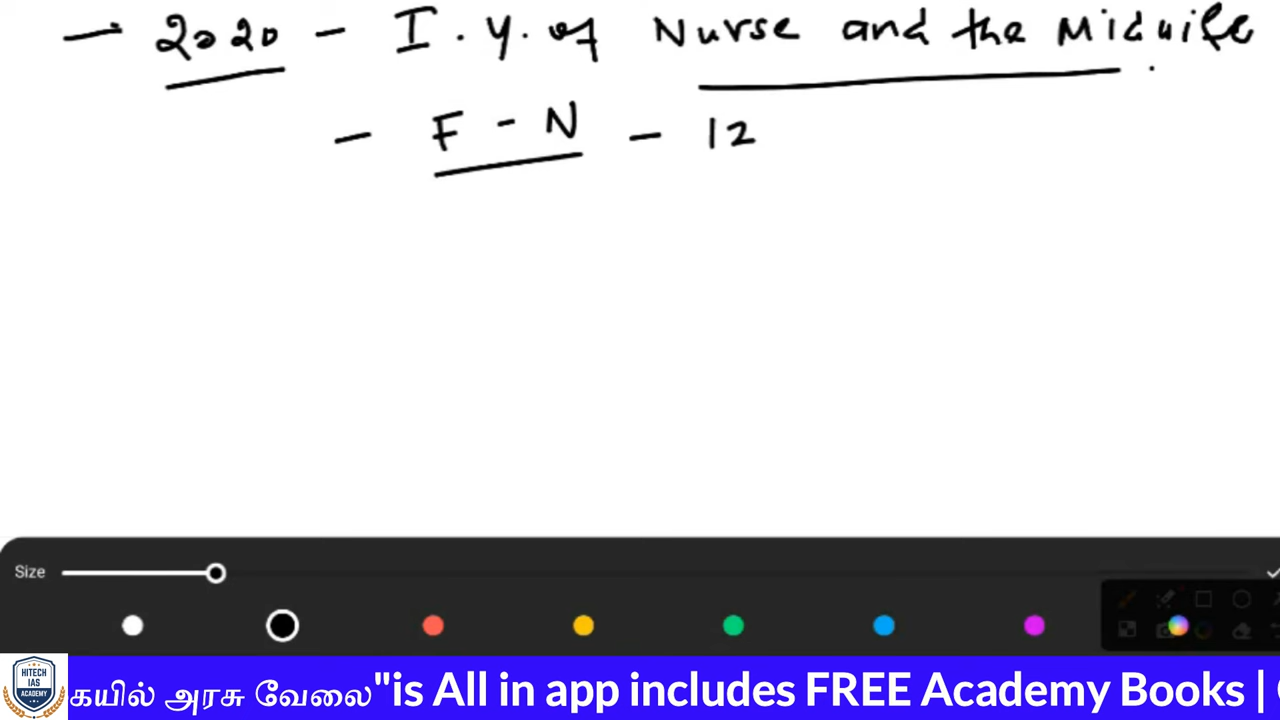 — 2020 - I.Y. of Nurse and the Midwife
- F - N - 12
Size
HITECH IAS ACADEMY
கயில் அரசு வேலை"is All in app includes FREE Academy Books |